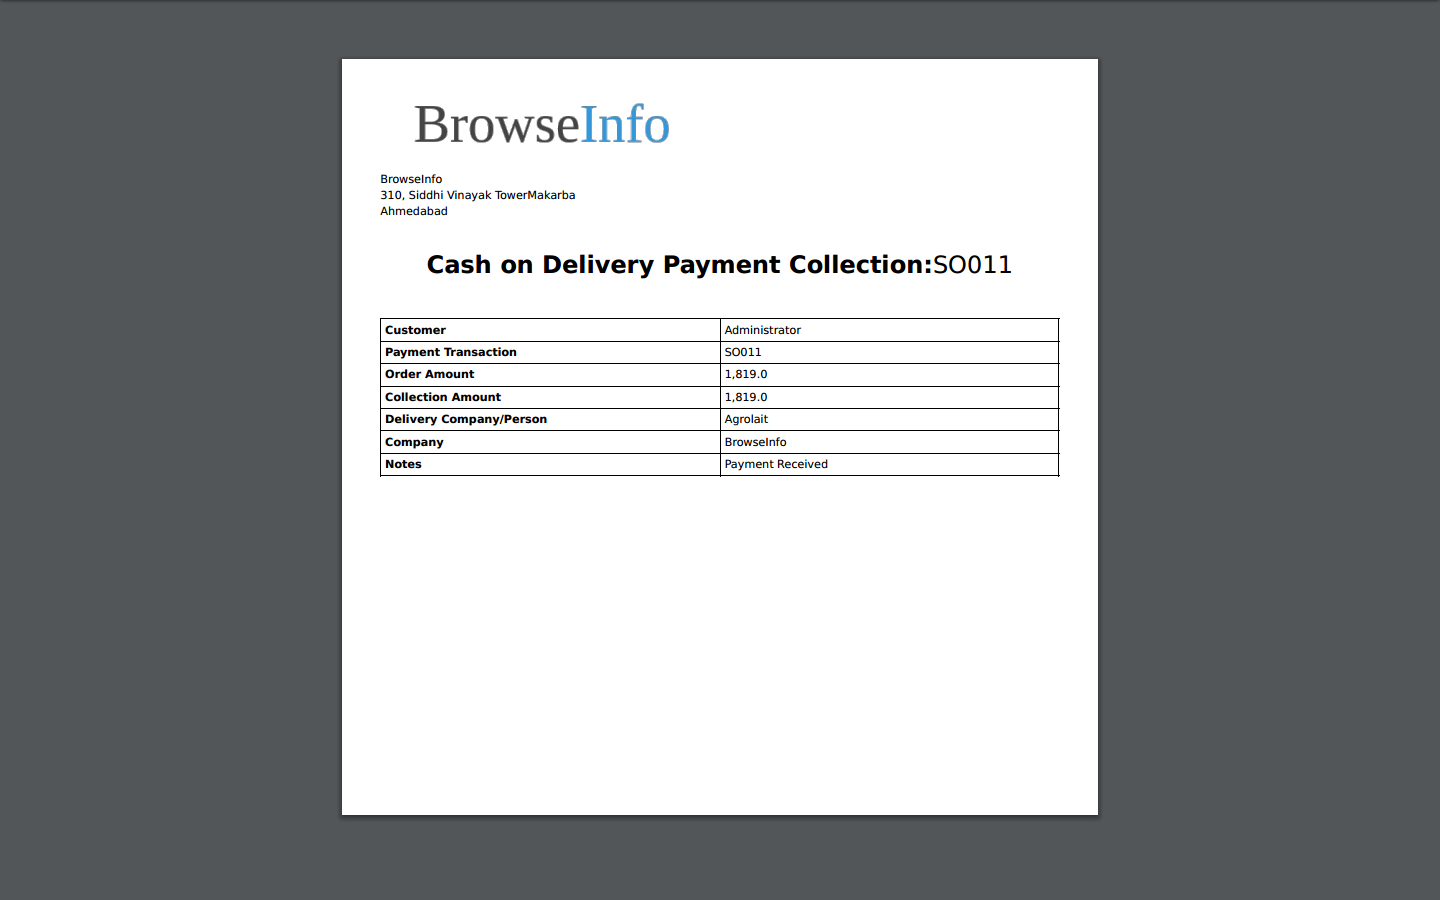 BrowseInfo
BrowseInfo
310, Siddhi Vinayak TowerMakarba
Ahmedabad
Cash on Delivery Payment Collection:SO011
Customer Administrator
Payment Transaction SO011
Order Amount 1,819.0
Collection Amount 1,819.0
Delivery Company/Person Agrolait
Company BrowseInfo
Notes Payment Received